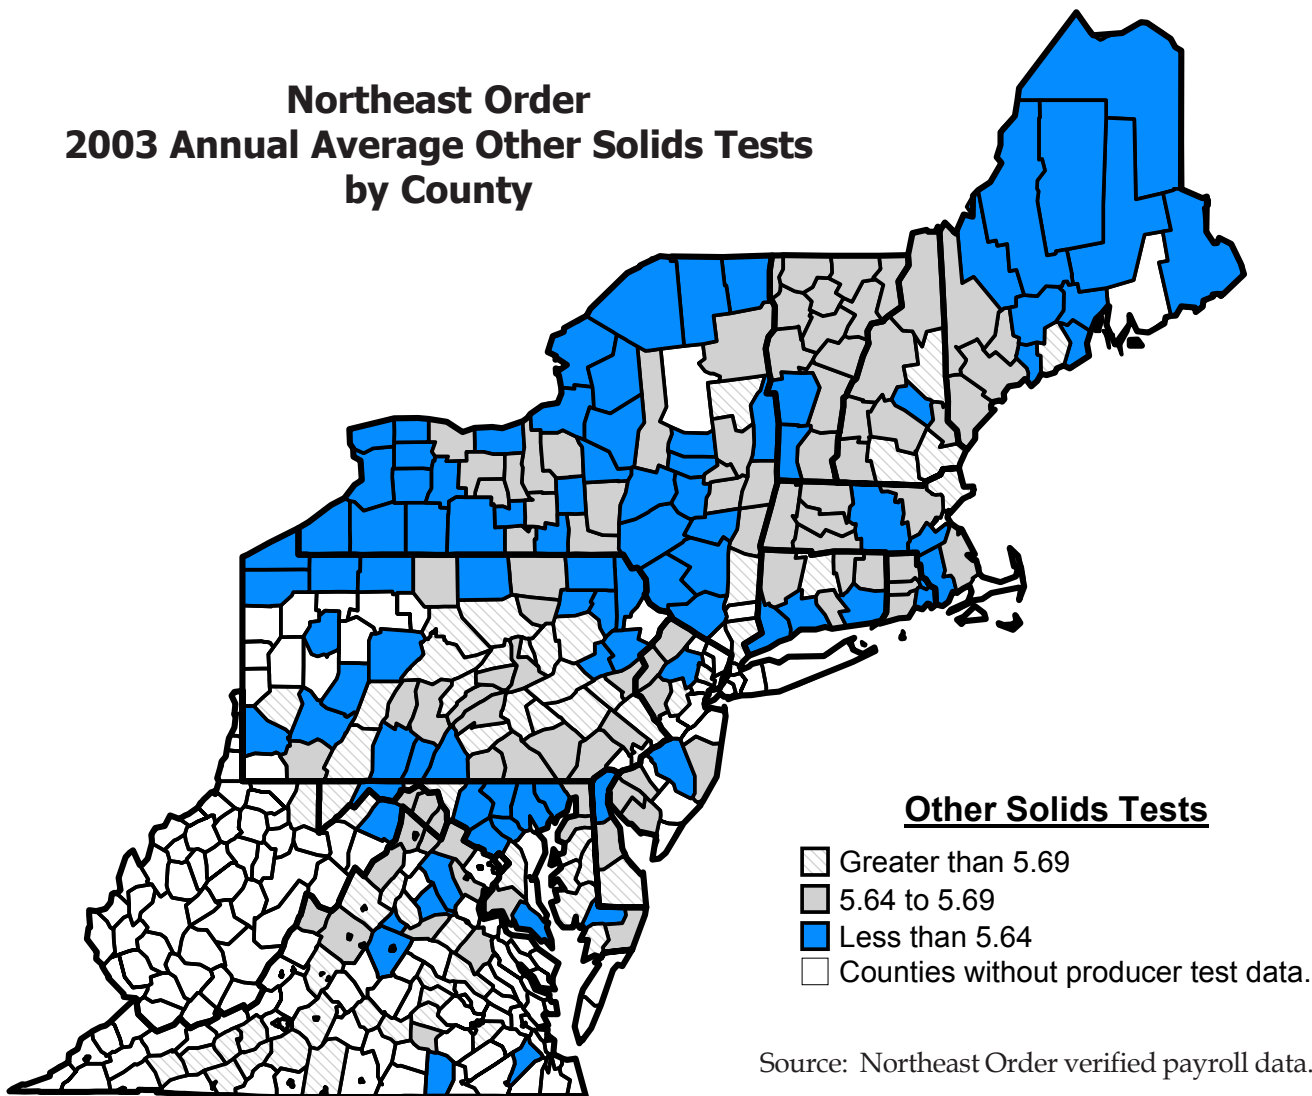 Northeast Order
2003 Annual Average Other Solids Tests
by County
Other Solids Tests
Greater than 5.69
5.64 to 5.69
Less than 5.64
Counties without producer test data.
Source:  Northeast Order verified payroll data.